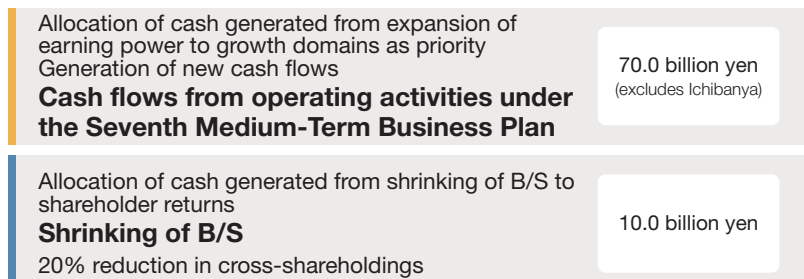 Allocation of cash generated from expansion of
earning power to growth domains as priority
Generation of new cash flows
Cash flows from operating activities under
the Seventh Medium-Term Business Plan
70.0 billion yen
(excludes Ichibanya)
Allocation of cash generated from shrinking of B/S to
shareholder returns
Shrinking of B/S
20% reduction in cross-shareholdings
10.0 billion yen